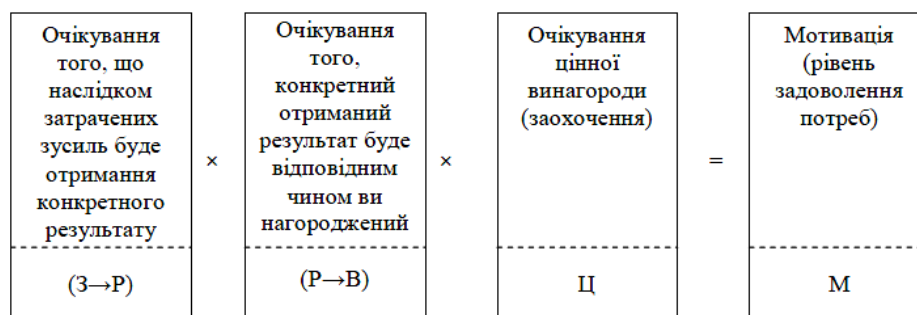 Очікування
того, що
наслідком
затрачених
зусиль буде
отримання
конкретного
результату
(З→Р)
×
Очікування
того,
конкретний
отриманий
результат буде
відповідним
чином ви
нагороджений
(Р→В)
×
Очікування
цінної
винагороди
(заохочення)
Ц
=
Мотивація
(рівень
задоволення
потреб)
М